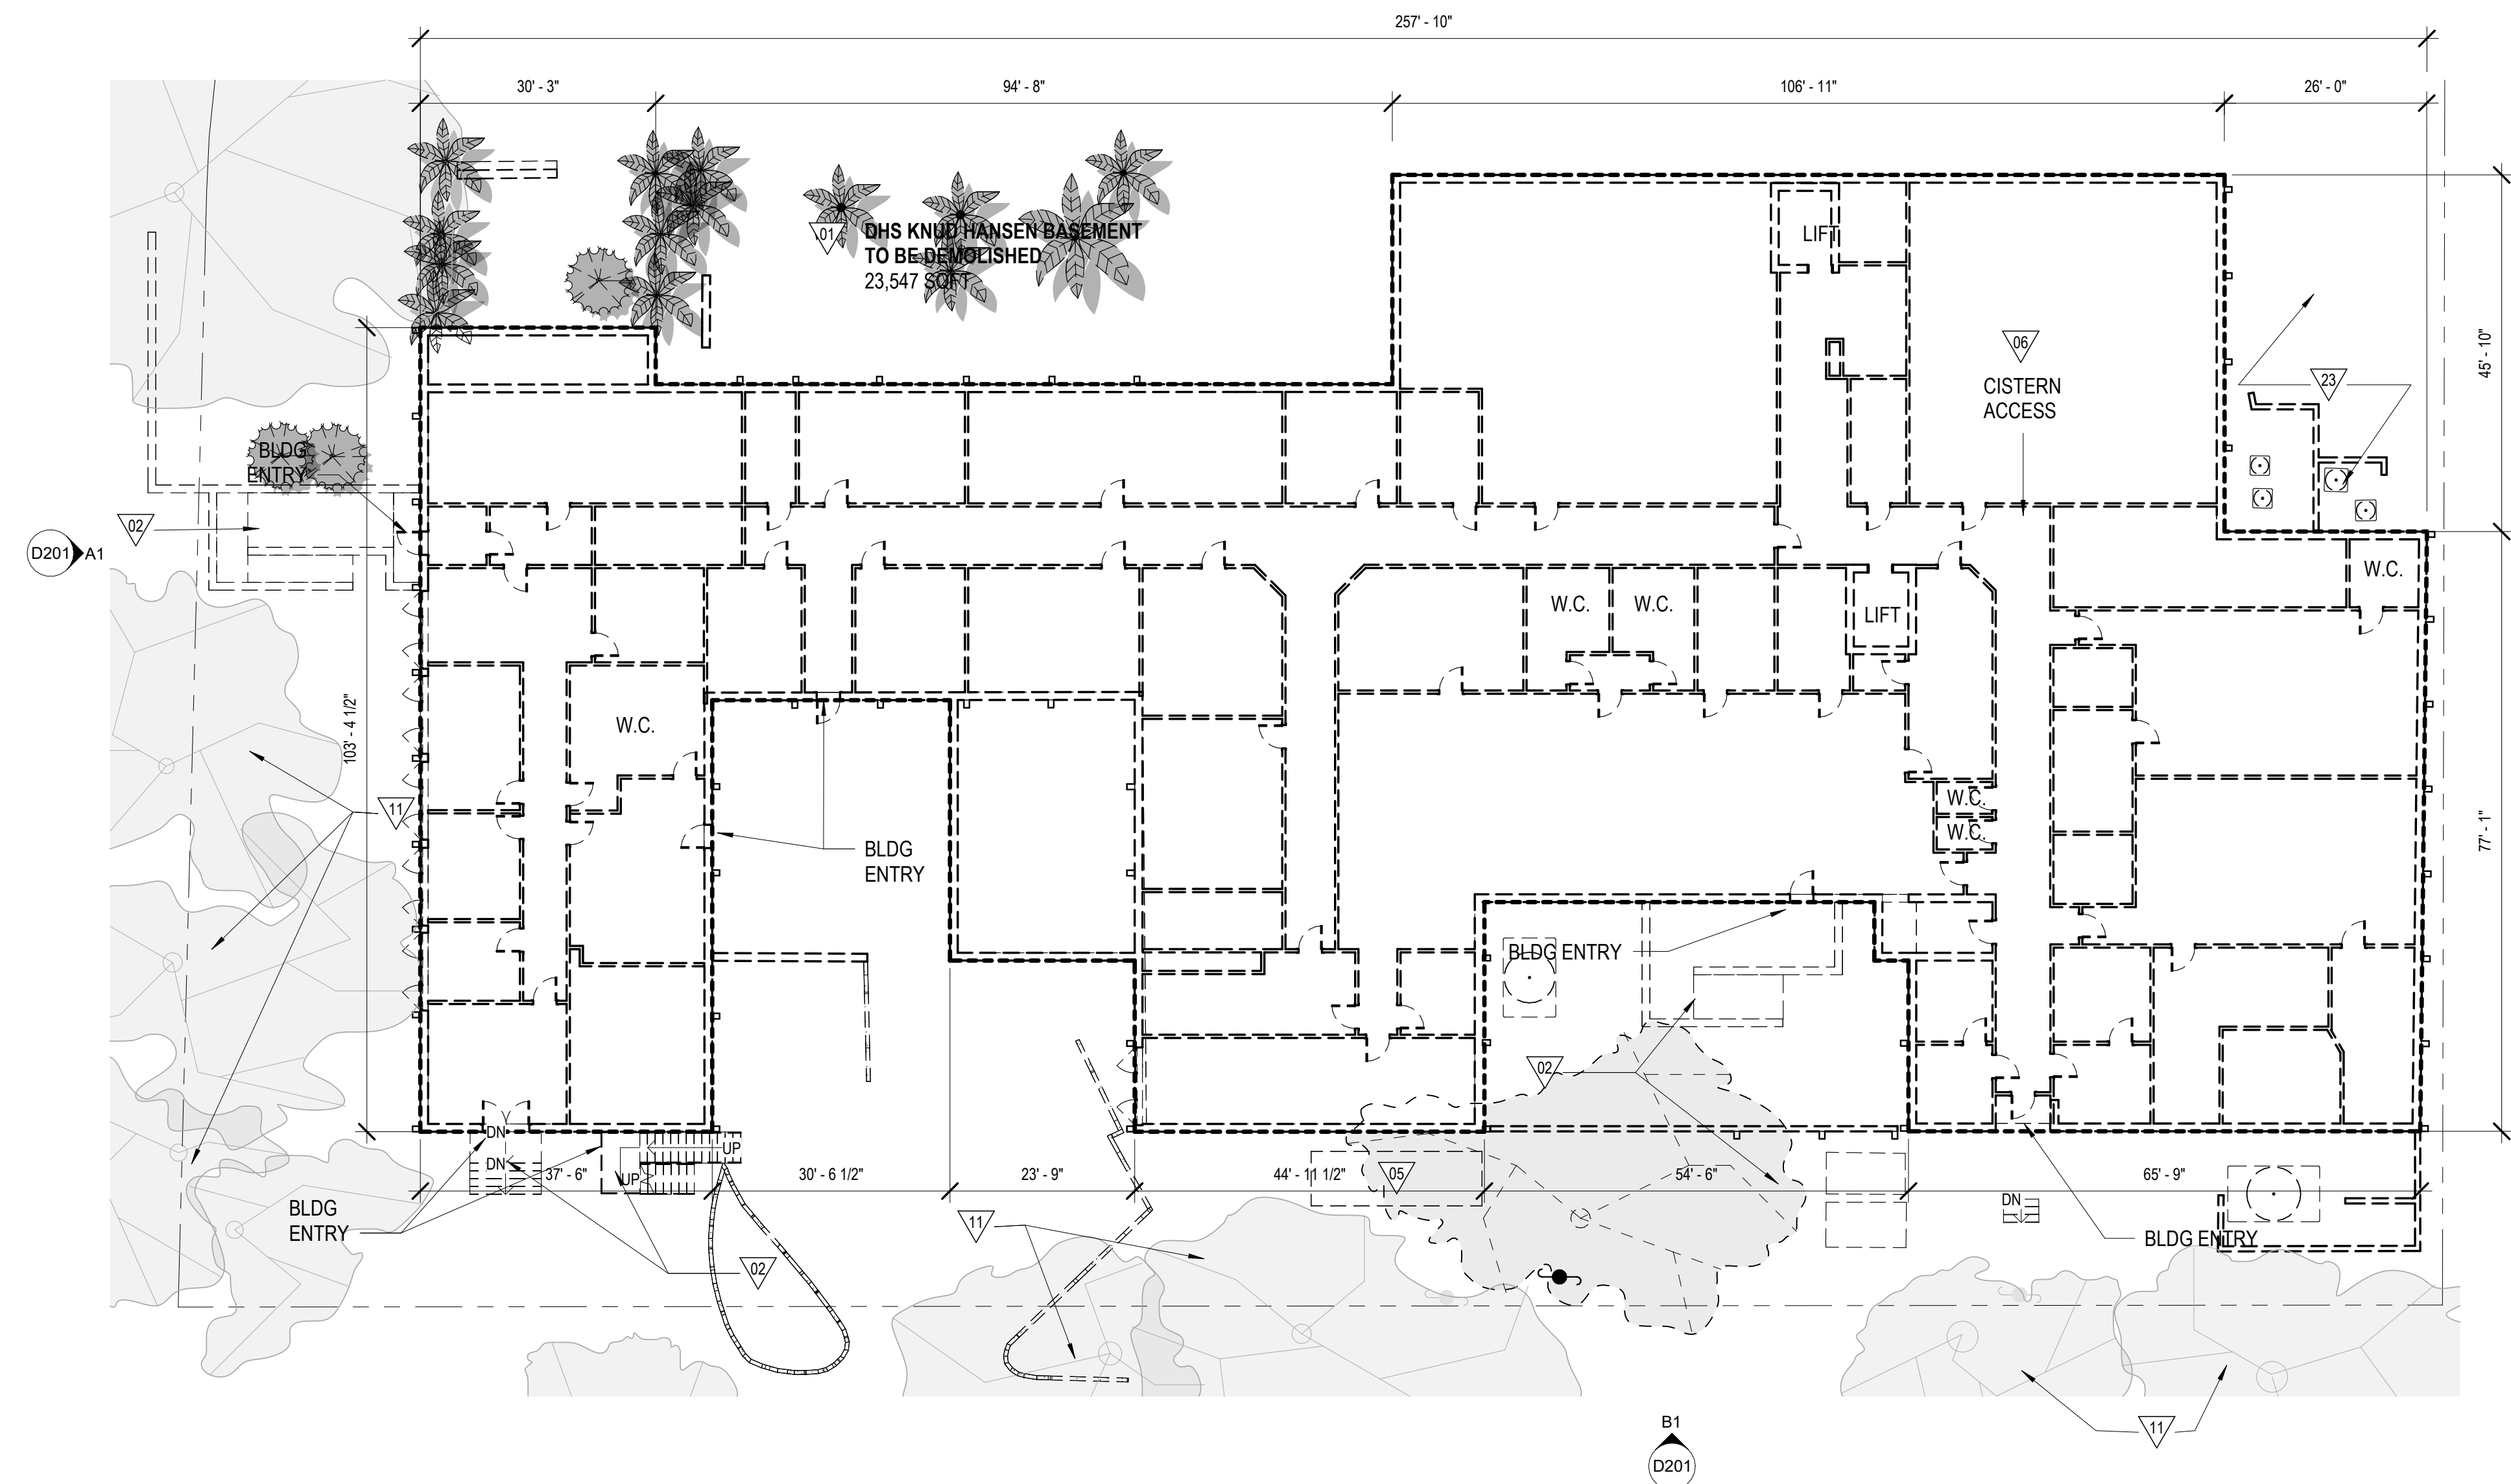 257' - 10"
30' - 3"
94' - 8"
106' - 11"
26' - 0"
01
DHS KNUD HANSEN BASEMENT
TO BE DEMOLISHED
23,547 SQFT
LIFT
06
CISTERN
ACCESS
23
45' - 10"
BLDG
ENTRY
02
D201
A1
W.C.
W.C.
W.C.
LIFT
103' - 4 1/2"
W.C.
11
W.C.
W.C.
77' - 1"
BLDG
ENTRY
BLDG ENTRY
02
DN
DN
UP
UP
37' - 6"
30' - 6 1/2"
23' - 9"
44' - 11 1/2"
05
54' - 6"
65' - 9"
DN
BLDG
ENTRY
11
BLDG ENTRY
02
11
B1
D201